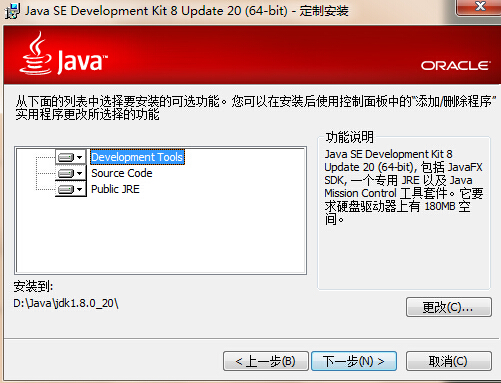 Java SE Development Kit 8 Update 20 (64-bit) - 定制安装
Java™
ORACLE
从下面的列表中选择要安装的可选功能。您可以在安装后使用控制面板中的“添加/删除程序”
实用程序更改所选择的功能
Development Tools
Source Code
Public JRE
功能说明
Java SE Development Kit 8
Update 20 (64-bit), 包括 JavaFX
SDK, 一个专用 JRE 以及 Java
Mission Control 工具套件。它要
求硬盘驱动器上有 180MB 空
间。
安装到:
D:\Java\jdk1.8.0_20\
更改(C)...
< 上一步(B)
下一步(N) >
取消(C)